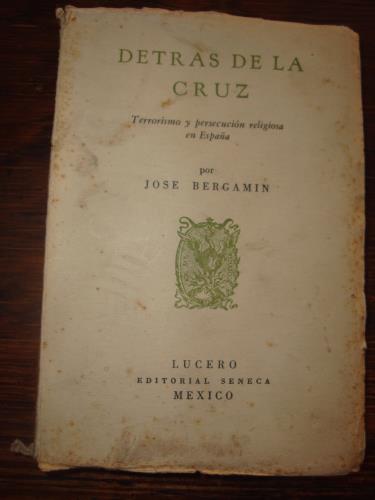 DETRAS DE LA
CRUZ
Terrorismo y persecución religiosa
en España
por
JOSE BERGAMIN
LUCERO
EDITORIAL SENECA
MEXICO